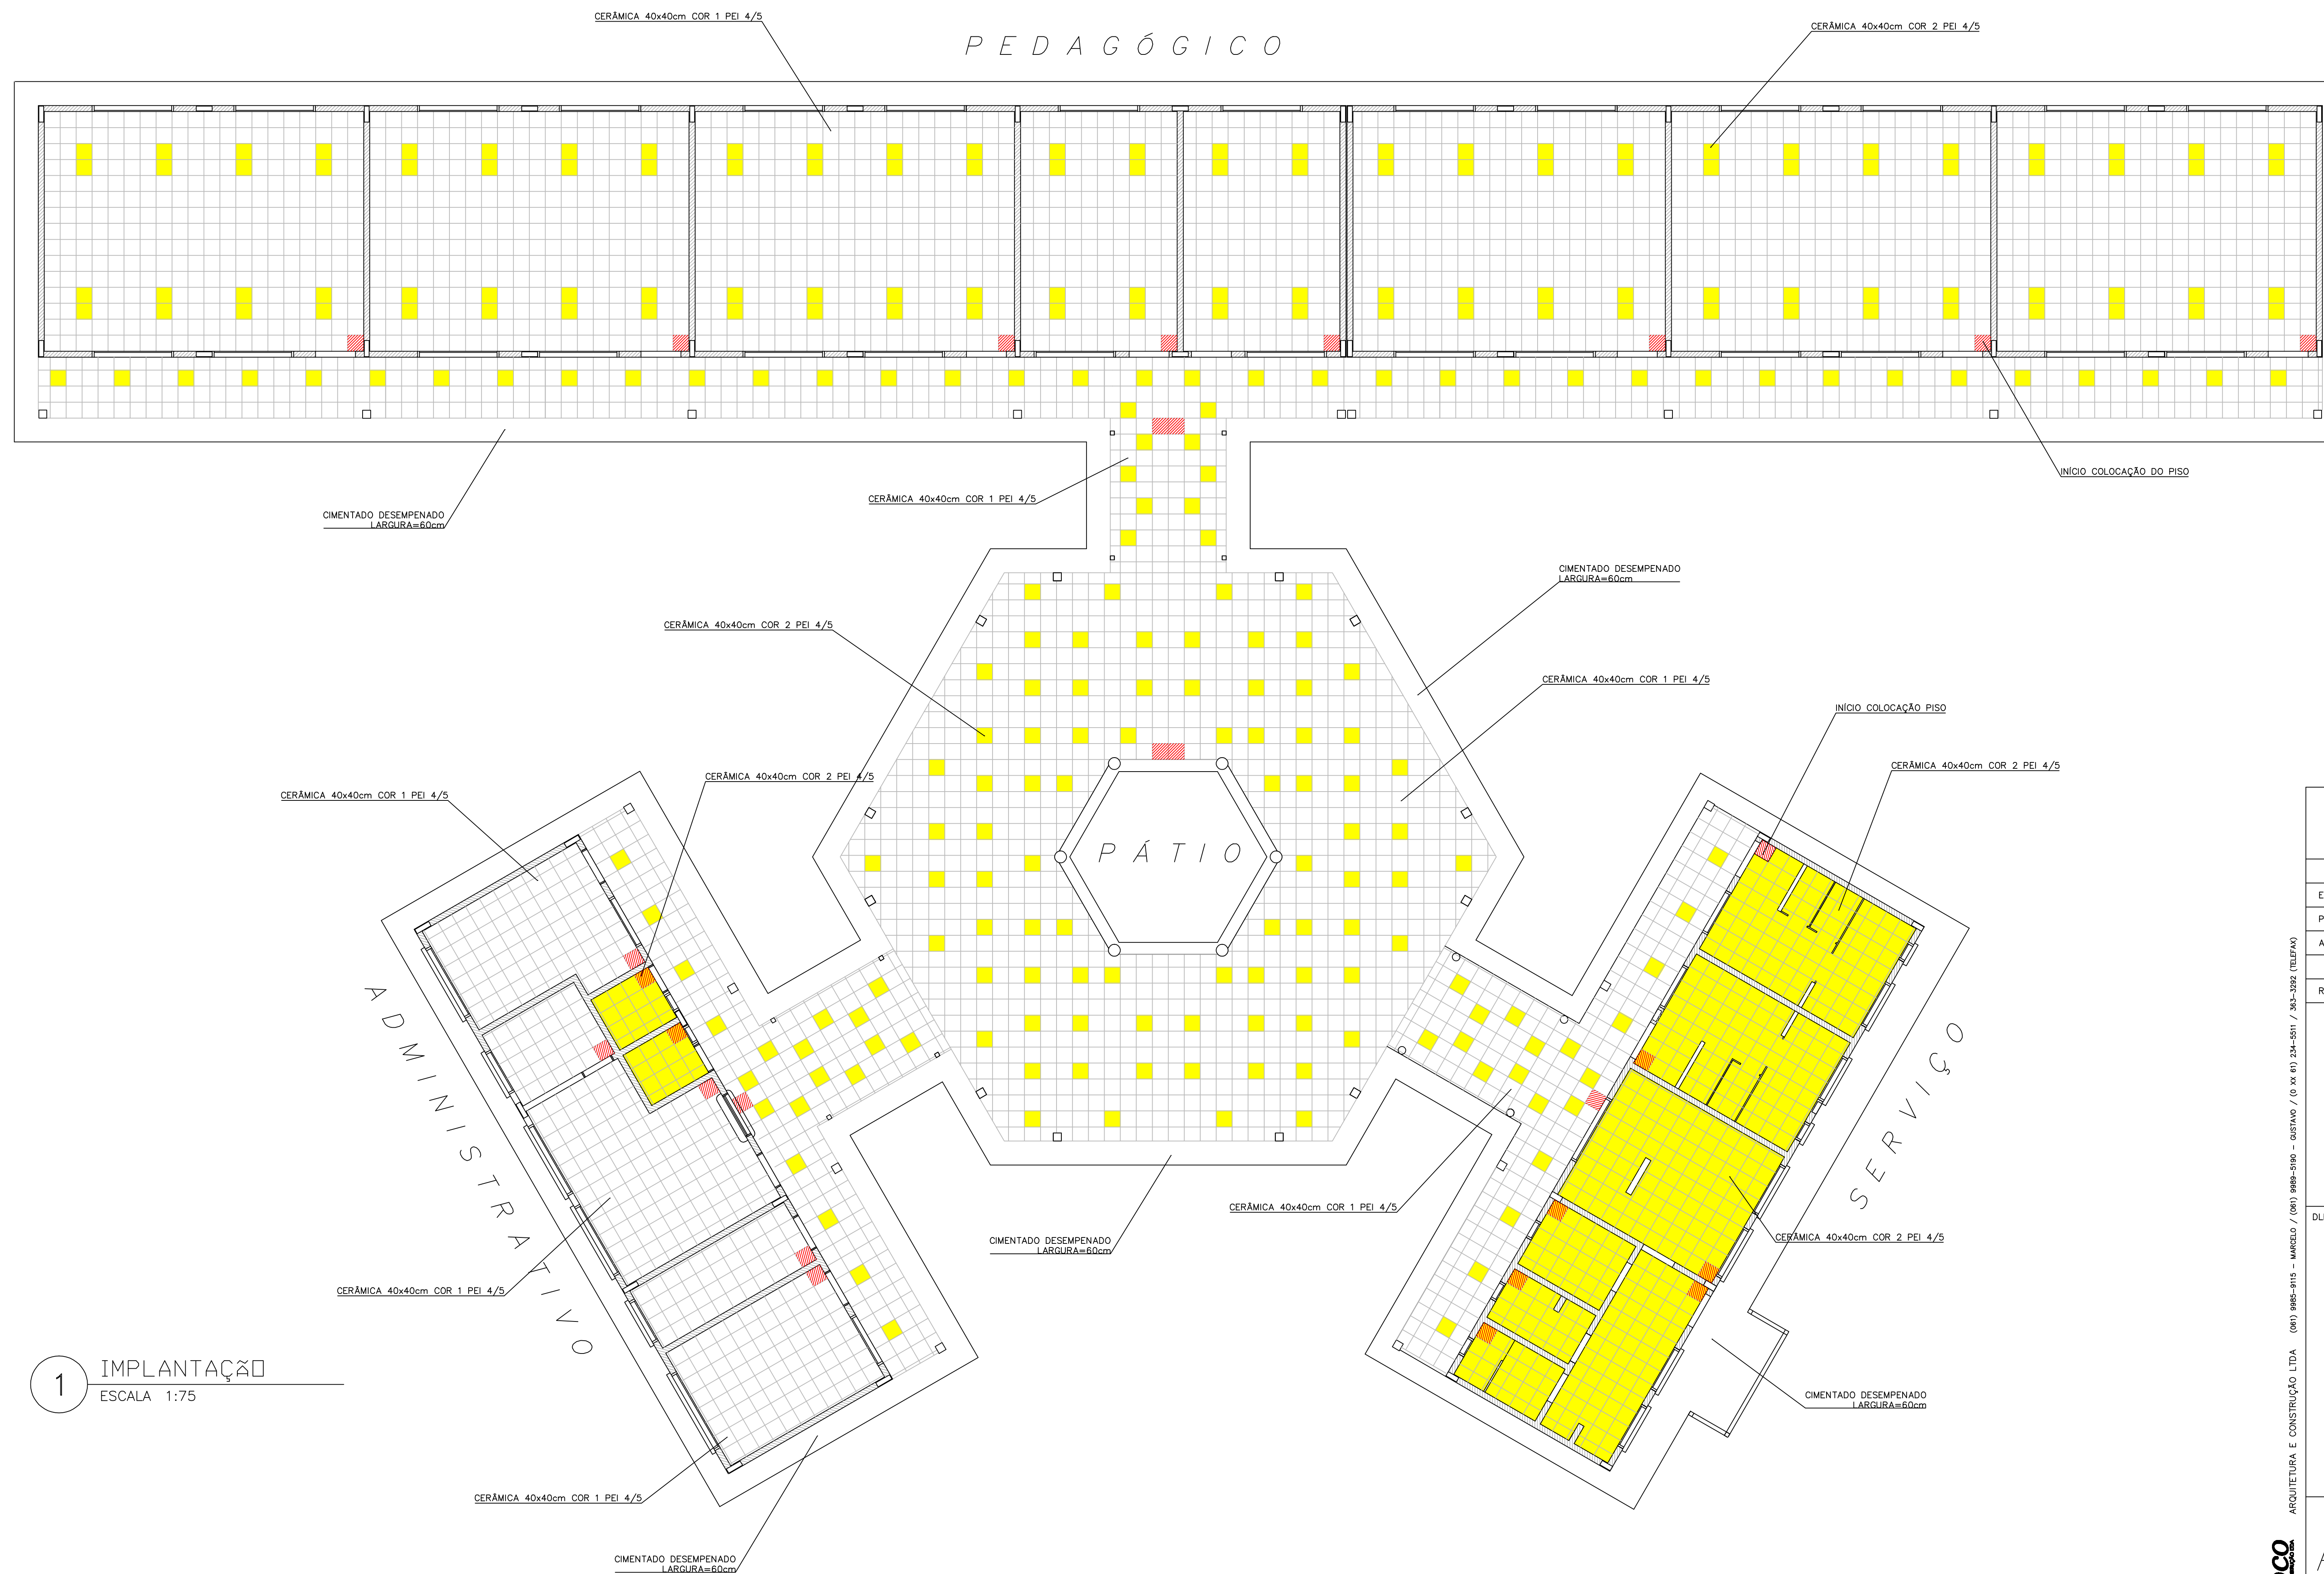 CERÂMICA 40x40cm COR 1 PEI 4/5
CERÂMICA 40x40cm COR 2 PEI 4/5
PEDAGÓGICO
INÍCIO COLOCAÇÃO DO PISO
CERÂMICA 40x40cm COR 1 PEI 4/5
CIMENTADO DESEMPENADO
LARGURA=60cm
CIMENTADO DESEMPENADO
LARGURA=60cm
CERÂMICA 40x40cm COR 2 PEI 4/5
CERÂMICA 40x40cm COR 1 PEI 4/5
INÍCIO COLOCAÇÃO PISO
CERÂMICA 40x40cm COR 2 PEI 4/5
CERÂMICA 40x40cm COR 2 PEI 4/5
CERÂMICA 40x40cm COR 1 PEI 4/5
PÁTIO
ADMINISTRATIVO
SERVIÇO
CERÂMICA 40x40cm COR 1 PEI 4/5
CERÂMICA 40x40cm COR 2 PEI 4/5
CIMENTADO DESEMPENADO
LARGURA=60cm
CERÂMICA 40x40cm COR 1 PEI 4/5
1
IMPLANTAÇÃO
ESCALA 1:75
CIMENTADO DESEMPENADO
LARGURA=60cm
CERÂMICA 40x40cm COR 1 PEI 4/5
CIMENTADO DESEMPENADO
LARGURA=60cm
ARQUITETURA E CONSTRUÇÃO LTDA (061) 9985-9115 - MARCELO / (061) 9989-5190 - GUSTAVO / (0 XX 61) 234-5511 / 363-3292 (TELEFAX)